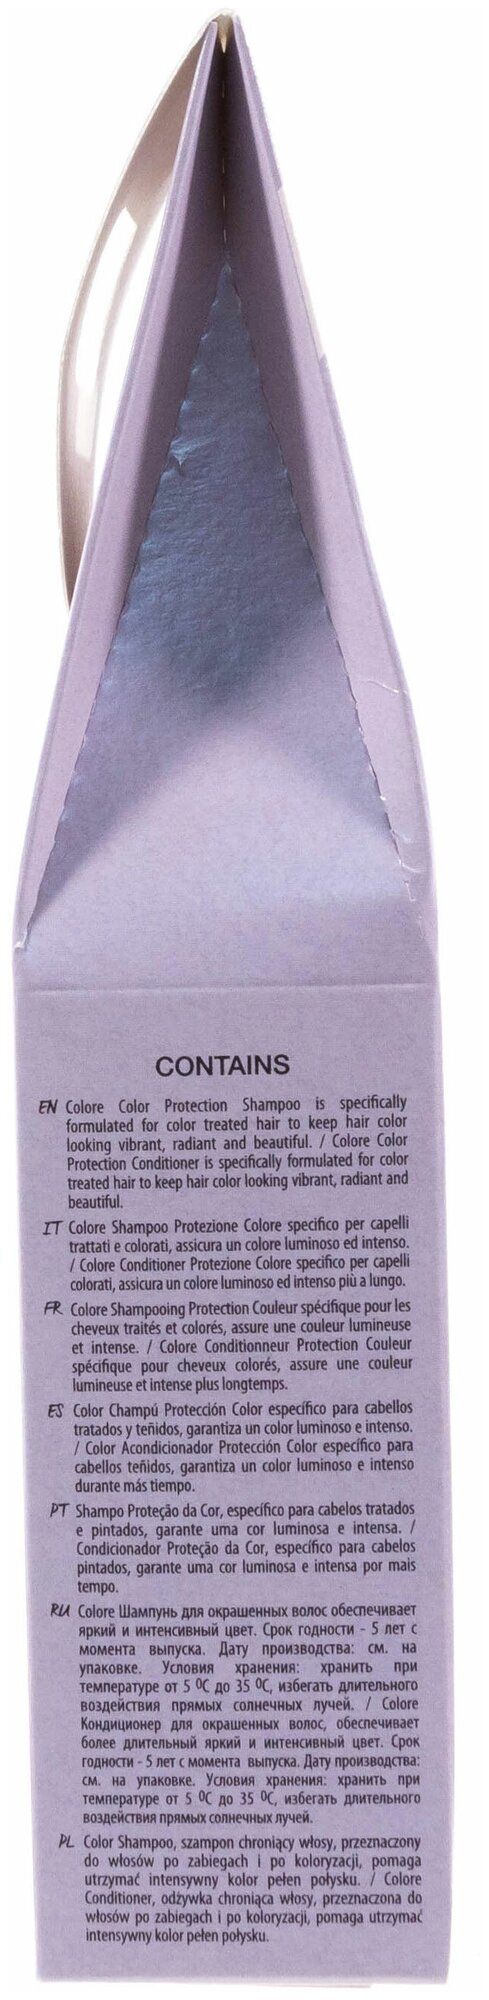 CONTAINS
EN Colore Color Protection Shampoo is specifically
formulated for color treated hair to keep hair color
looking vibrant, radiant and beautiful. / Colore Color
Protection Conditioner is specifically formulated for color
treated hair to keep hair color looking vibrant, radiant and
beautiful.
IT Colore Shampoo Protezione Colore specifico per capelli
trattati e colorati, assicura un colore luminoso ed intenso.
/ Colore Conditioner Protezione Colore specifico per capelli
colorati, assicura un colore luminoso ed intenso più a lungo.
FR Colore Shampooing Protection Couleur spécifique pour les
cheveux traités et colorés, assure une couleur lumineuse
et intense. / Colore Conditionneur Protection Couleur
spécifique pour cheveux colorés, assure une couleur
lumineuse et intense plus longtemps.
ES Color Champú Protección Color específico para cabellos
tratados y teñidos, garantiza un color luminoso e intenso.
/ Color Acondicionador Protección Color específico para
cabellos teñidos, garantiza un color luminoso e intenso
durante más tiempo.
PT Shampo Proteção da Cor, específico para cabelos tratados
e pintados, garante uma cor luminosa e intensa. /
Condicionador Proteção da Cor, específico para cabelos
pintados, garante uma cor luminosa e intensa por mais
tempo.
RU Colore Шампунь для окрашенных волос обеспечивает
яркий и интенсивный цвет. Срок годности - 5 лет с
момента выпуска. Дату производства: см. на
упаковке. Условия хранения: хранить при
температуре от 5 ⁰С до 35 ⁰С, избегать длительного
воздействия прямых солнечных лучей. / Colore
Кондиционер для окрашенных волос, обеспечивает
более длительный яркий и интенсивный цвет. Срок
годности - 5 лет с момента выпуска. Дату производства:
см. на упаковке. Условия хранения: хранить при
температуре от 5 ⁰С до 35 ⁰С, избегать длительного
воздействия прямых солнечных лучей.
PL Color Shampoo, szampon chroniący włosy, przeznaczony
do włosów po zabiegach i po koloryzacji, pomaga
utrzymać intensywny kolor pełen połysku. / Colore
Conditioner, odżywka chroniąca włosy, przeznaczona do
włosów po zabiegach i po koloryzacji, pomaga utrzymać
intensywny kolor pełen połysku.